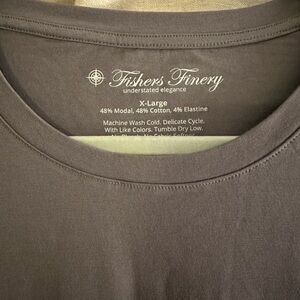 Fishers Finery
understated elegance
X-Large
48% Modal, 48% Cotton, 4% Elastine
Machine Wash Cold. Delicate Cycle.
With Like Colors. Tumble Dry Low.